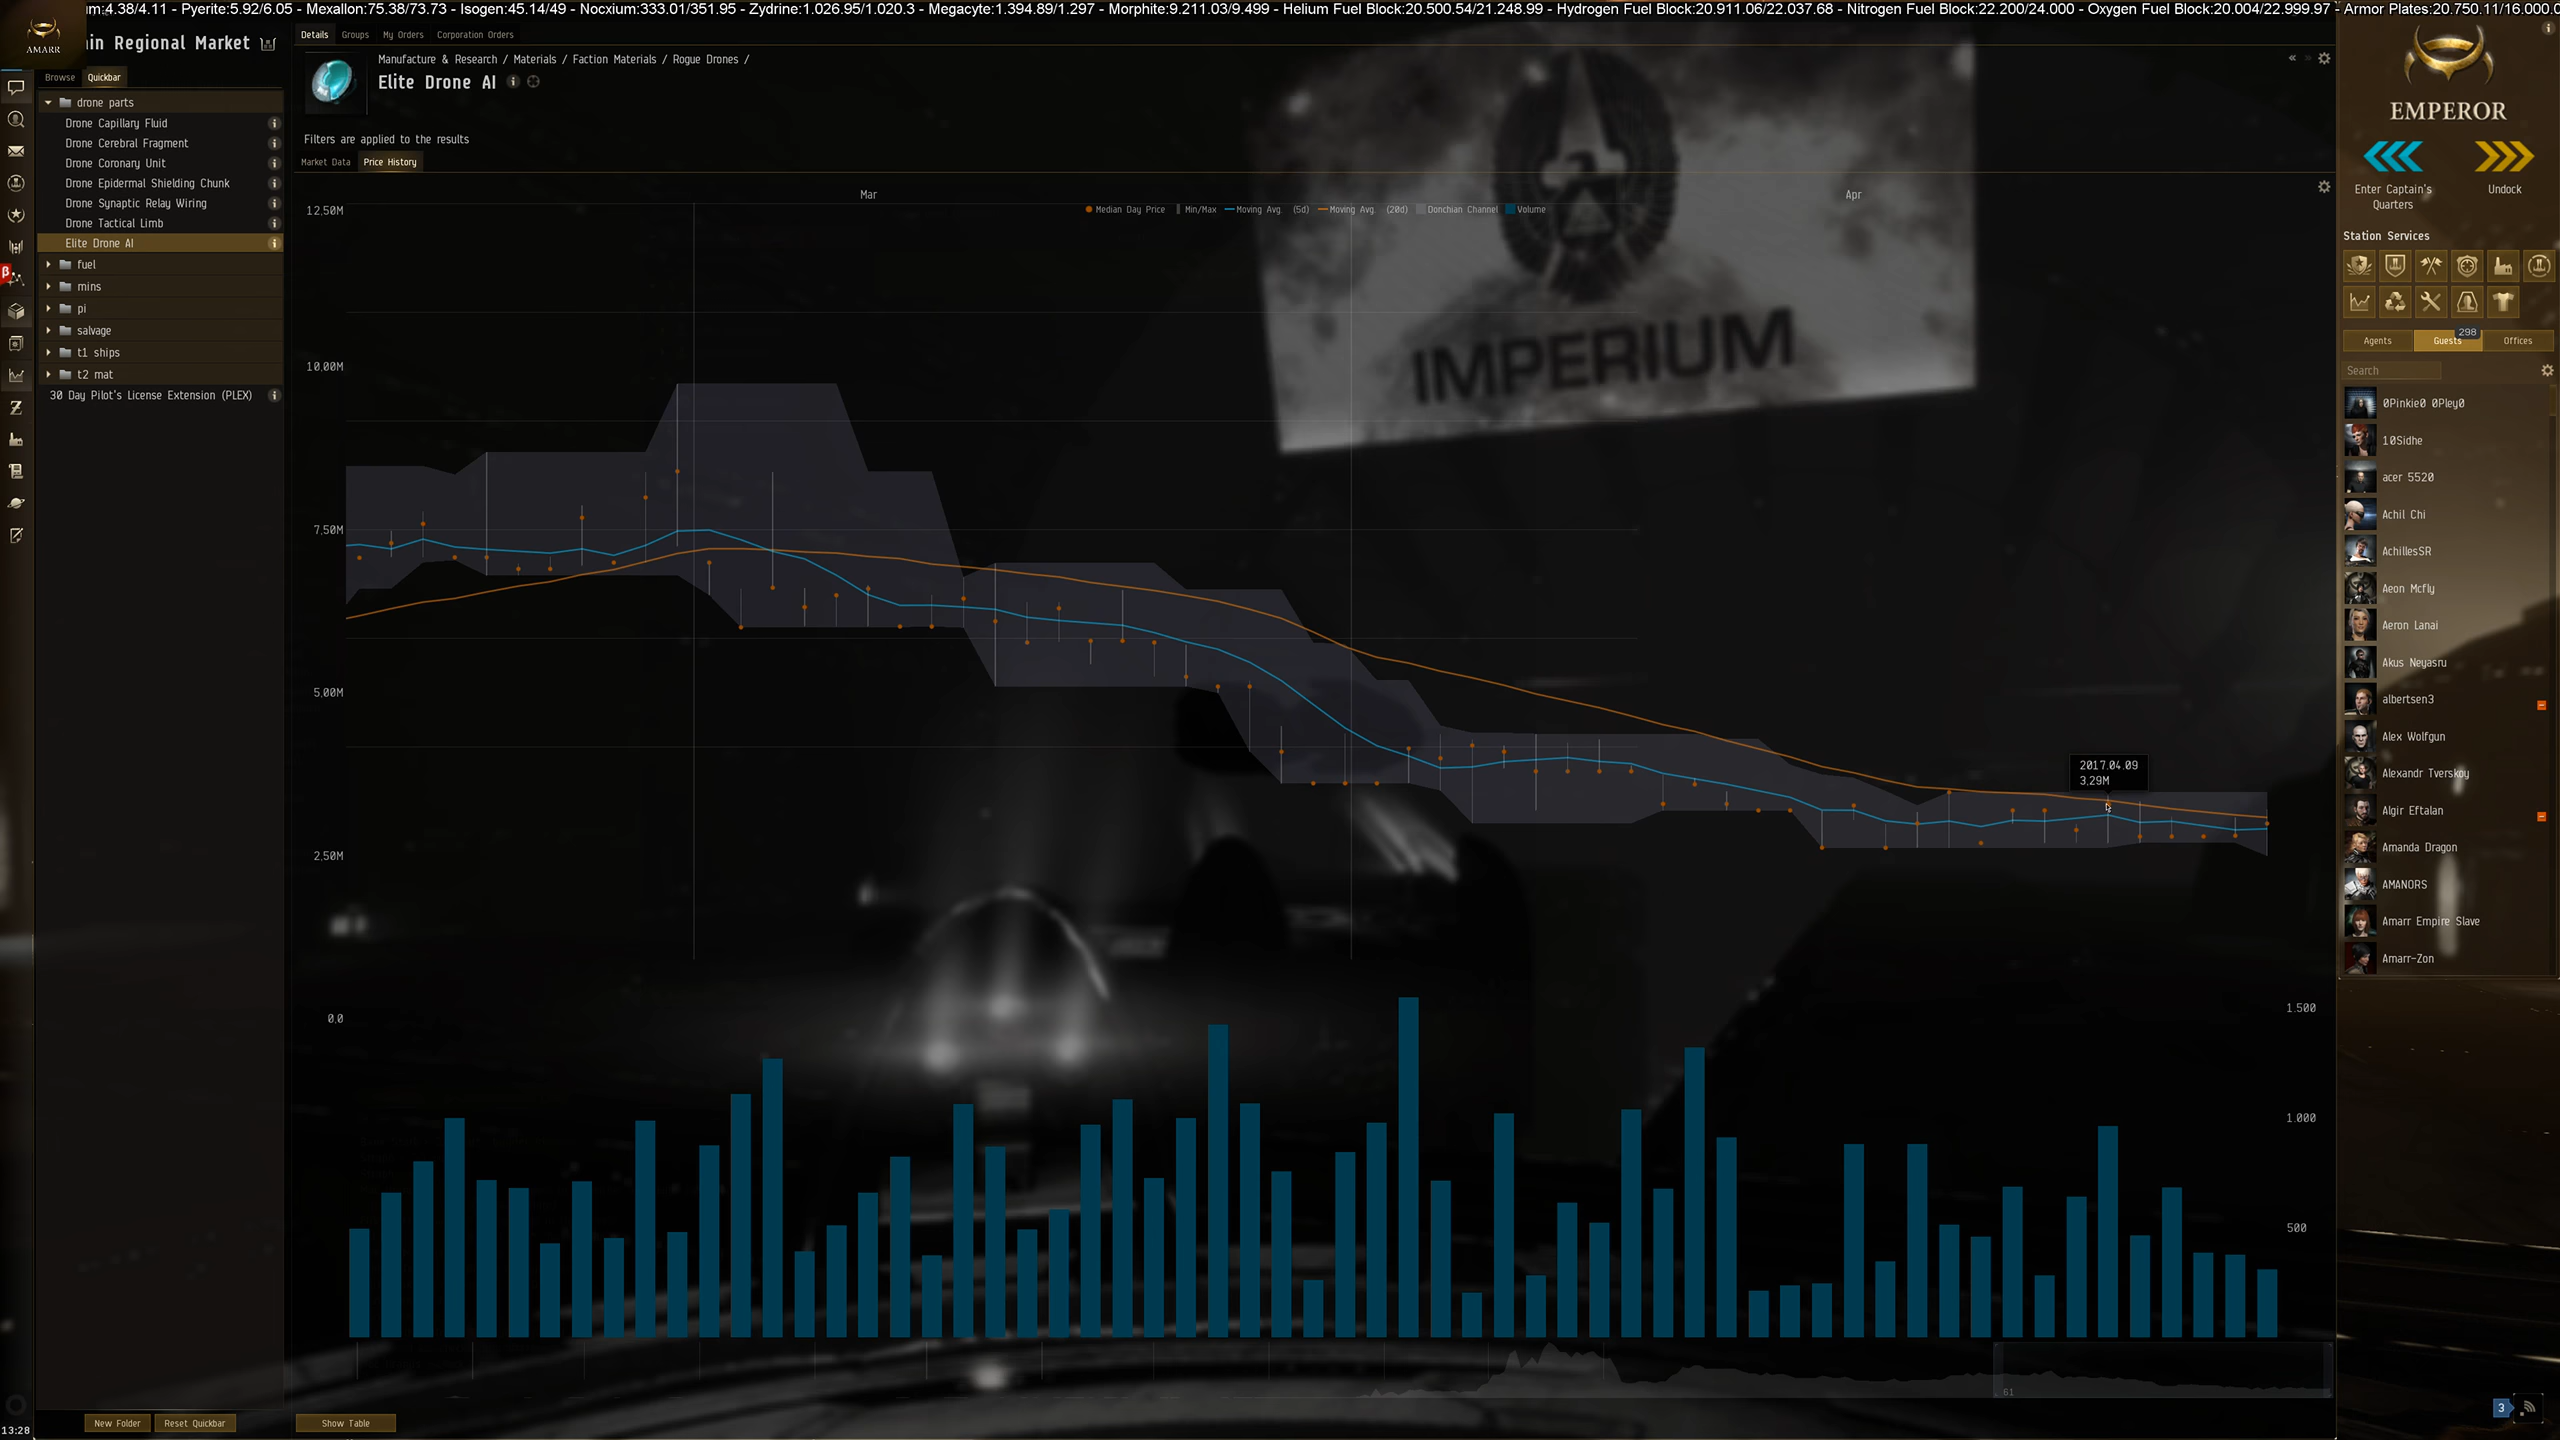 um:4.38/4.11 - Pyerite:5.92/6.05 - Mexallon:75.38/73.73 - Isogen:45.14/49 - Nocxium:333.01/351.95 - Zydrine:1.026.95/1.020.3 - Megacyte:1.394.89/1.297 - Morphite:9.211.03/9.499 - Helium Fuel Block:20.500.54/21.248.99 - Hydrogen Fuel Block:20.911.06/22.037.68 - Nitrogen Fuel Block:22.200/24.000 - Oxygen Fuel Block:20.004/22.999.97 - Armor Plates:20.750.11/16.000.0
AMARR
in Regional Market
Browse Quickbar
drone parts
Drone Capillary Fluid
Drone Cerebral Fragment
Drone Coronary Unit
Drone Epidermal Shielding Chunk
Drone Synaptic Relay Wiring
Drone Tactical Limb
Elite Drone AI
fuel
mins
pi
salvage
t1 ships
t2 mat
30 Day Pilot's License Extension (PLEX)
New Folder Reset Quickbar
β
13:28
Details Groups My Orders Corporation Orders
Manufacture & Research / Materials / Faction Materials / Rogue Drones /
Elite Drone AI
Filters are applied to the results
Market Data Price History
Mar Apr
Median Day Price Min/Max Moving Avg. (5d) Moving Avg. (20d) Donchian Channel Volume
12,50M
10,00M
7,50M
5,00M
2,50M
0,0
IMPERIUM
2017.04.09
3,29M
1.500
1.000
500
61
Show Table
EMPEROR
Enter Captain's Quarters
Undock
Station Services
298
Agents Guests Offices
Search
0Pinkie0 0Pley0
10Sidhe
acer 5520
Achil Chi
AchillesSR
Aeon Mcfly
Aeron Lanai
Akus Neyasru
albertsen3
Alex Wolfgun
Alexandr Tverskoy
Algir Eftalan
Amanda Dragon
AMANORS
Amarr Empire Slave
Amarr-Zon
3